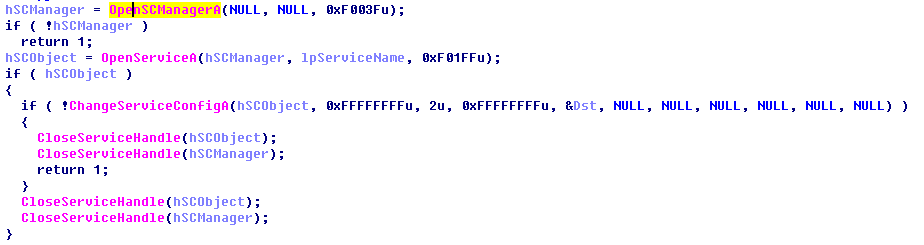 hSCManager = OpenSCManagerA(NULL, NULL, 0xF003Fu);
if ( !hSCManager )
  return 1;
hSCObject = OpenServiceA(hSCManager, lpServiceName, 0xF01FFu);
if ( hSCObject )
{
  if ( !ChangeServiceConfigA(hSCObject, 0xFFFFFFFFu, 2u, 0xFFFFFFFFu, &Dst, NULL, NULL, NULL, NULL, NULL, NULL) )
  {
    CloseServiceHandle(hSCObject);
    CloseServiceHandle(hSCManager);
    return 1;
  }
  CloseServiceHandle(hSCObject);
  CloseServiceHandle(hSCManager);
}